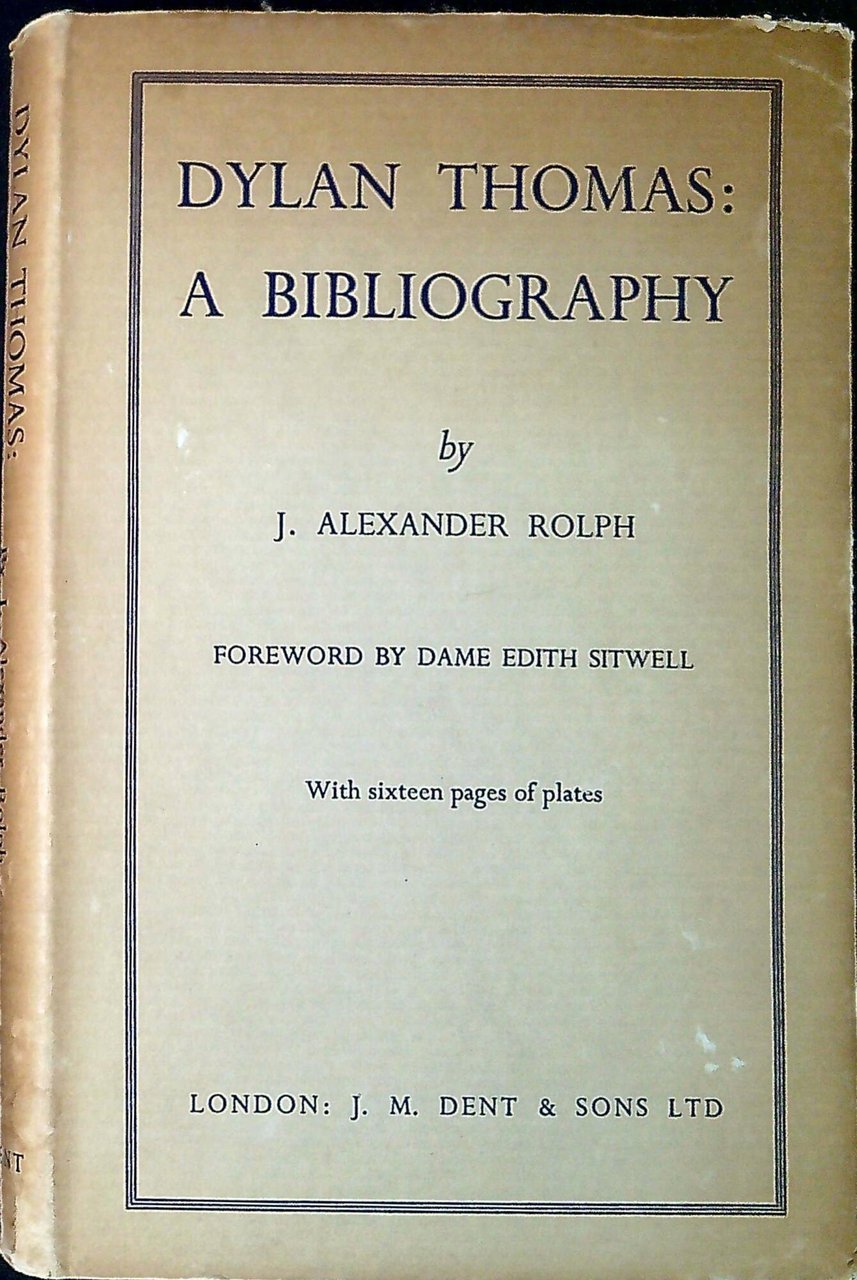 DYLAN THOMAS:
A BIBLIOGRAPHY
by
J. ALEXANDER ROLPH
FOREWORD BY DAME EDITH SITWELL
With sixteen pages of plates
LONDON: J. M. DENT & SONS LTD
DYLAN THOMAS: